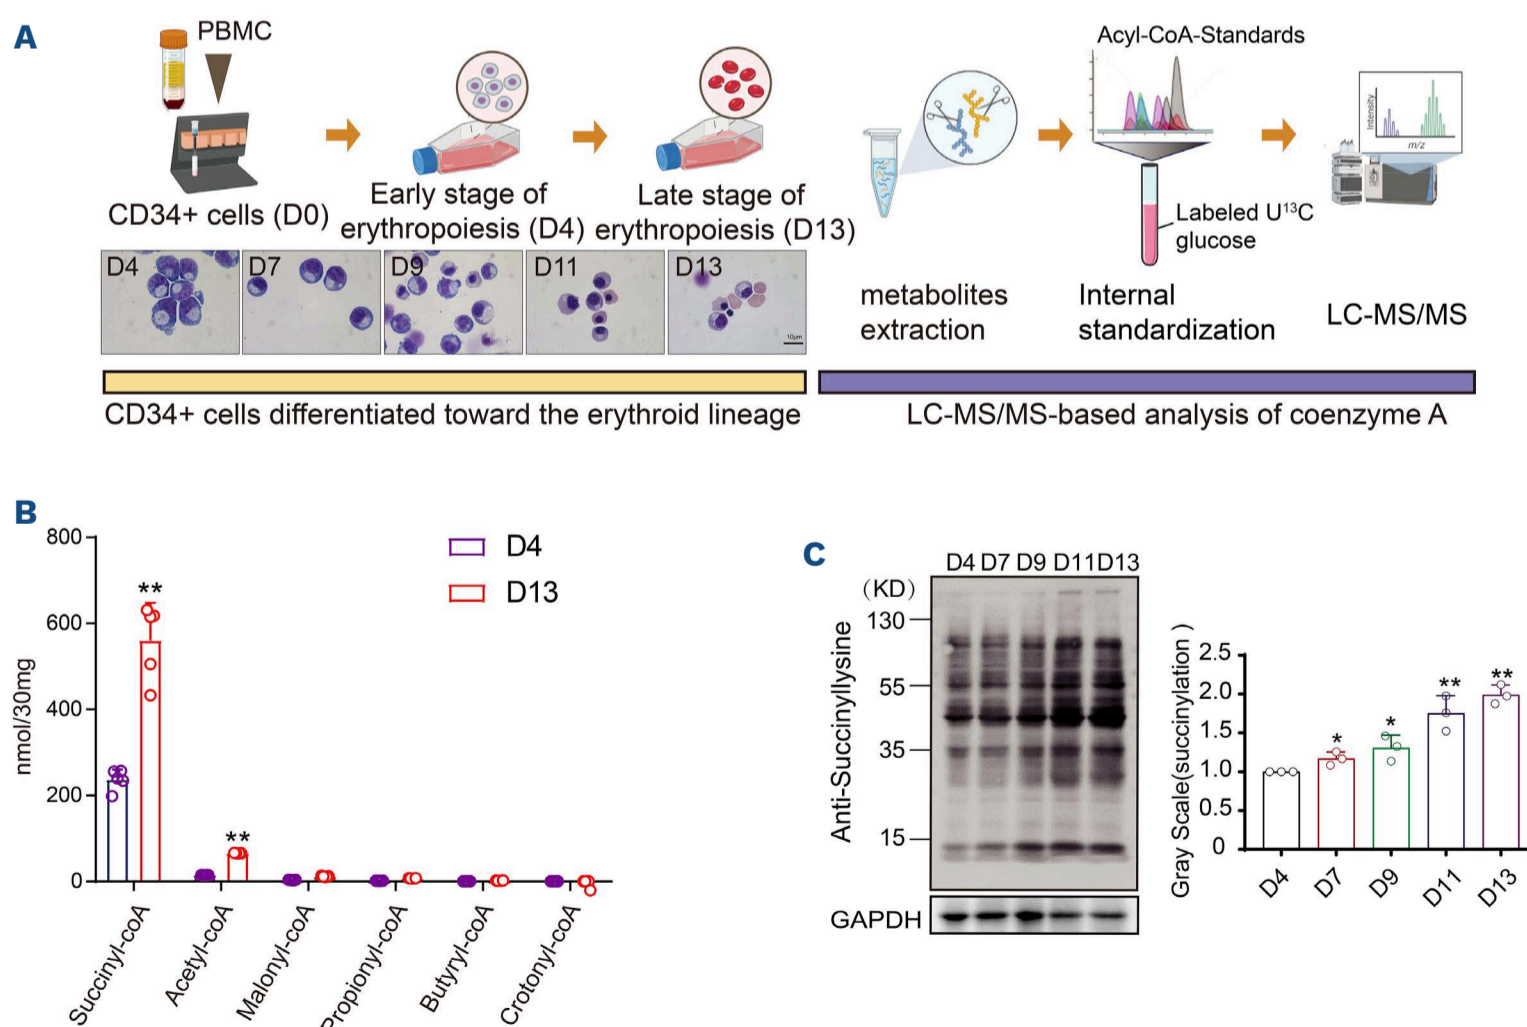 A
PBMC
CD34+ cells (D0)
Early stage of
erythropoiesis (D4)
Late stage of
erythropoiesis (D13)
D4
D7
D9
D11
D13
10μm
CD34+ cells differentiated toward the erythroid lineage
metabolites
extraction
Acyl-CoA-Standards
Labeled U¹³C
glucose
Internal
standardization
Intensity
m/z
LC-MS/MS
LC-MS/MS-based analysis of coenzyme A
B
nmol/30mg
800
600
400
200
0
**
**
D4
D13
Succinyl-coA
Acetyl-coA
Malonyl-coA
Propionyl-coA
Butyryl-coA
Crotonyl-coA
C
D4 D7 D9 D11 D13
(KD)
130
55
35
15
Anti-Succinyllysine
GAPDH
Gray Scale(succinylation )
2.5
2.0
1.5
1.0
0.5
0
*
*
**
**
D4
D7
D9
D11
D13